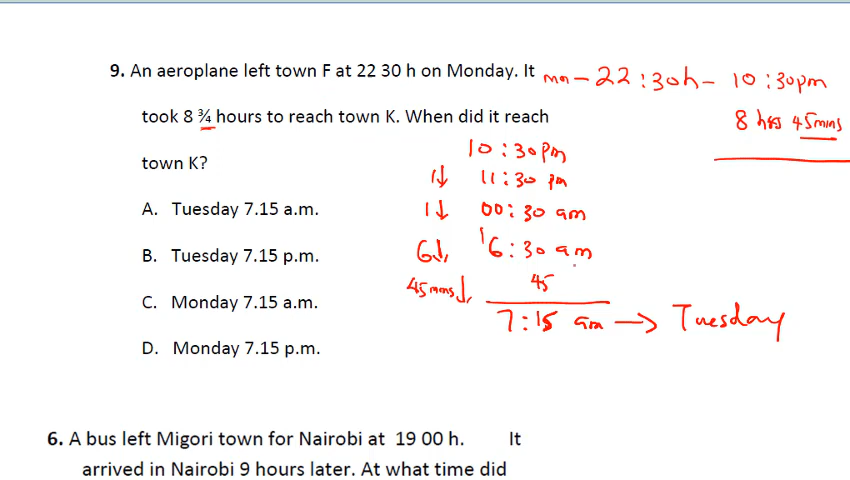 9. An aeroplane left town F at 22 30 h on Monday. It
took 8 ¾ hours to reach town K. When did it reach
town K?
A. Tuesday 7.15 a.m.
B. Tuesday 7.15 p.m.
C. Monday 7.15 a.m.
D. Monday 7.15 p.m.
Mon – 22:30h – 10:30pm
8 hrs 45mins
10:30pm
1↓ 11:30 pm
1↓ 00:30 am
6↓ 16:30 am
45mins↓ 45
7:15 am → Tuesday
6. A bus left Migori town for Nairobi at 19 00 h. It
arrived in Nairobi 9 hours later. At what time did